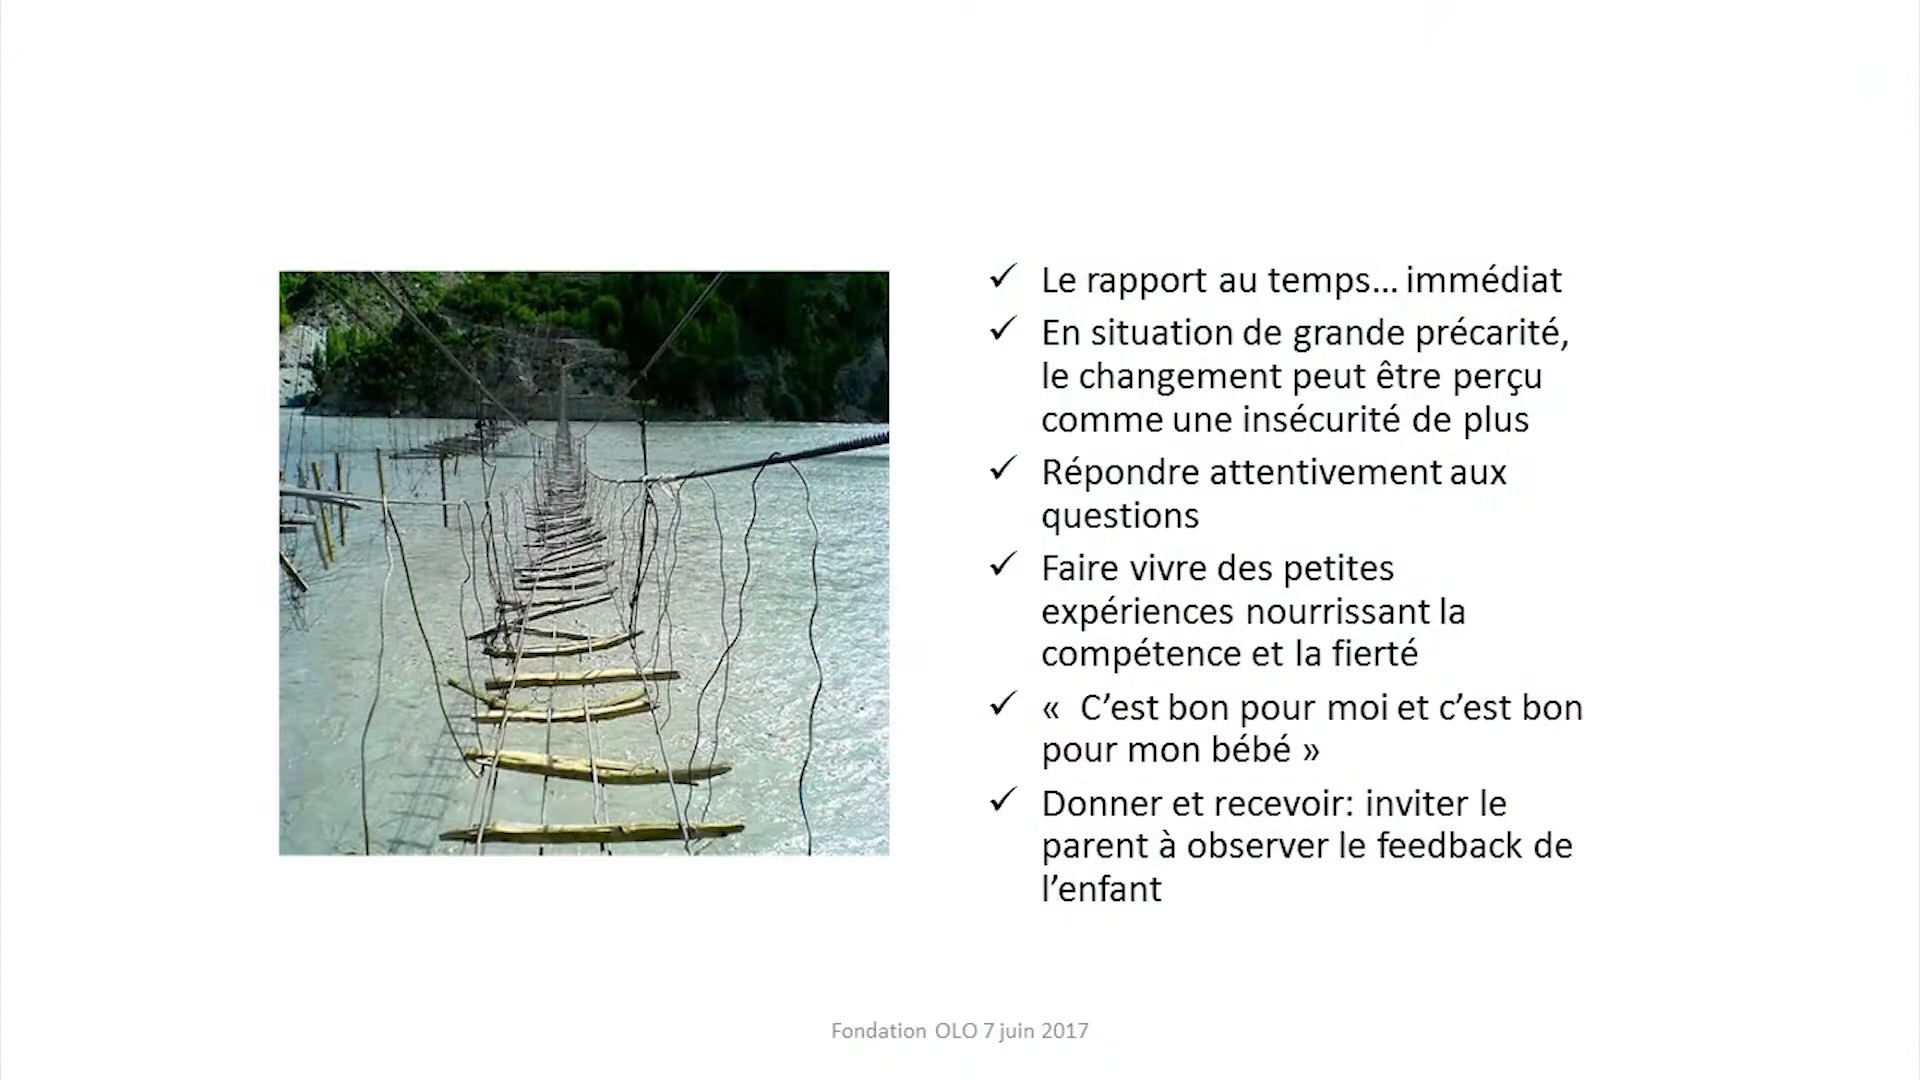 ✓ Le rapport au temps... immédiat
✓ En situation de grande précarité,
le changement peut être perçu
comme une insécurité de plus
✓ Répondre attentivement aux
questions
✓ Faire vivre des petites
expériences nourrissant la
compétence et la fierté
✓ « C’est bon pour moi et c’est bon
pour mon bébé »
✓ Donner et recevoir: inviter le
parent à observer le feedback de
l’enfant
Fondation OLO 7 juin 2017